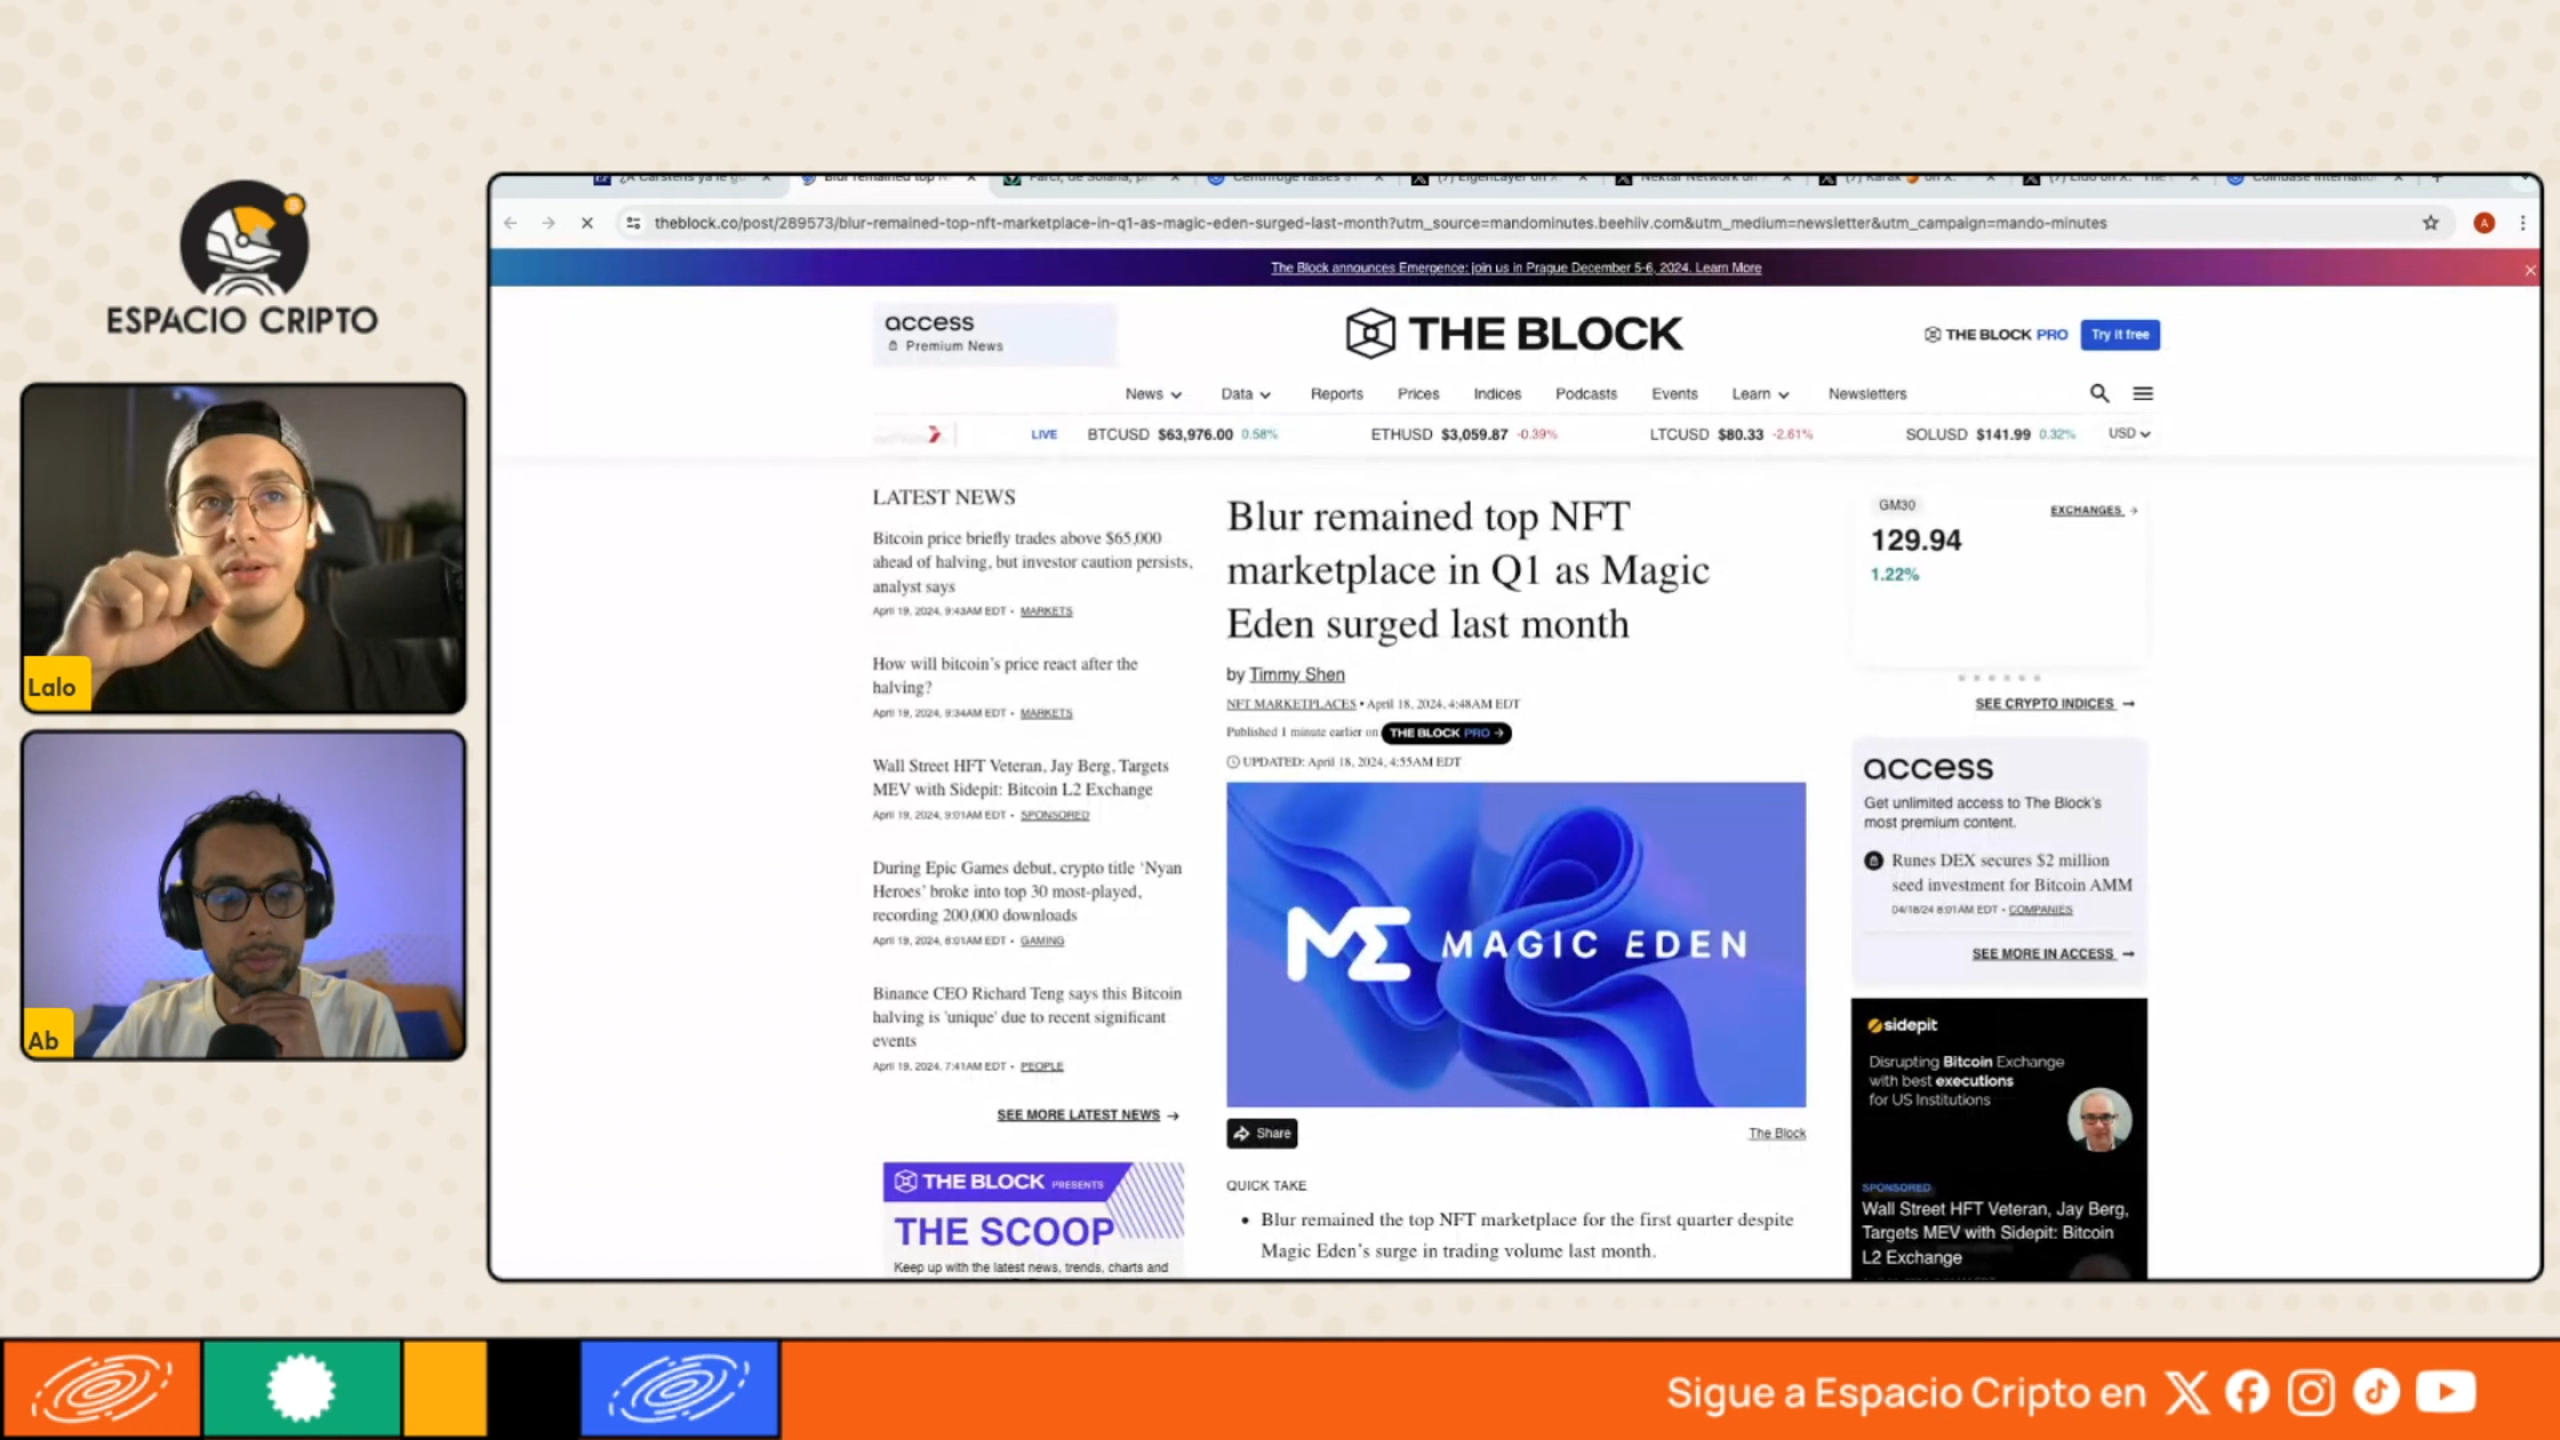 ESPACIO CRIPTO
Lalo
Ab
theblock.co/post/289573/blur-remained-top-nft-marketplace-in-q1-as-magic-eden-surged-last-month?utm_source=mandominutes.beehiiv.com&utm_medium=newsletter&utm_campaign=mando-minutes
A
The Block announces Emergence: join us in Prague December 5-6, 2024. Learn More
access
Premium News
THE BLOCK
THE BLOCK PRO
Try it free
News
Data
Reports
Prices
Indices
Podcasts
Events
Learn
Newsletters
LIVE
BTCUSD $63,976.00 0.58%
ETHUSD $3,059.87 -0.39%
LTCUSD $80.33 -2.61%
SOLUSD $141.99 0.32%
USD
LATEST NEWS
Bitcoin price briefly trades above $65,000
ahead of halving, but investor caution persists,
analyst says
April 19, 2024, 9:43AM EDT • MARKETS
How will bitcoin's price react after the
halving?
April 19, 2024, 9:34AM EDT • MARKETS
Wall Street HFT Veteran, Jay Berg, Targets
MEV with Sidepit: Bitcoin L2 Exchange
April 19, 2024, 9:01AM EDT • SPONSORED
During Epic Games debut, crypto title ‘Nyan
Heroes’ broke into top 30 most-played,
recording 200,000 downloads
April 19, 2024, 8:01AM EDT • GAMING
Binance CEO Richard Teng says this Bitcoin
halving is 'unique' due to recent significant
events
April 19, 2024, 7:41AM EDT • PEOPLE
SEE MORE LATEST NEWS →
THE BLOCK PRESENTS
THE SCOOP
Keep up with the latest news, trends, charts and
Blur remained top NFT
marketplace in Q1 as Magic
Eden surged last month
by Timmy Shen
NFT MARKETPLACES • April 18, 2024, 4:48AM EDT
Published 1 minute earlier on THE BLOCK PRO →
UPDATED: April 18, 2024, 4:55AM EDT
ME MAGIC EDEN
Share
The Block
QUICK TAKE
• Blur remained the top NFT marketplace for the first quarter despite
Magic Eden’s surge in trading volume last month.
GM30
EXCHANGES →
129.94
1.22%
SEE CRYPTO INDICES →
access
Get unlimited access to The Block's
most premium content.
Runes DEX secures $2 million
seed investment for Bitcoin AMM
04/18/24 8:01AM EDT • COMPANIES
SEE MORE IN ACCESS →
sidepit
Disrupting Bitcoin Exchange
with best executions
for US Institutions
SPONSORED
Wall Street HFT Veteran, Jay Berg,
Targets MEV with Sidepit: Bitcoin
L2 Exchange
Sigue a Espacio Cripto en